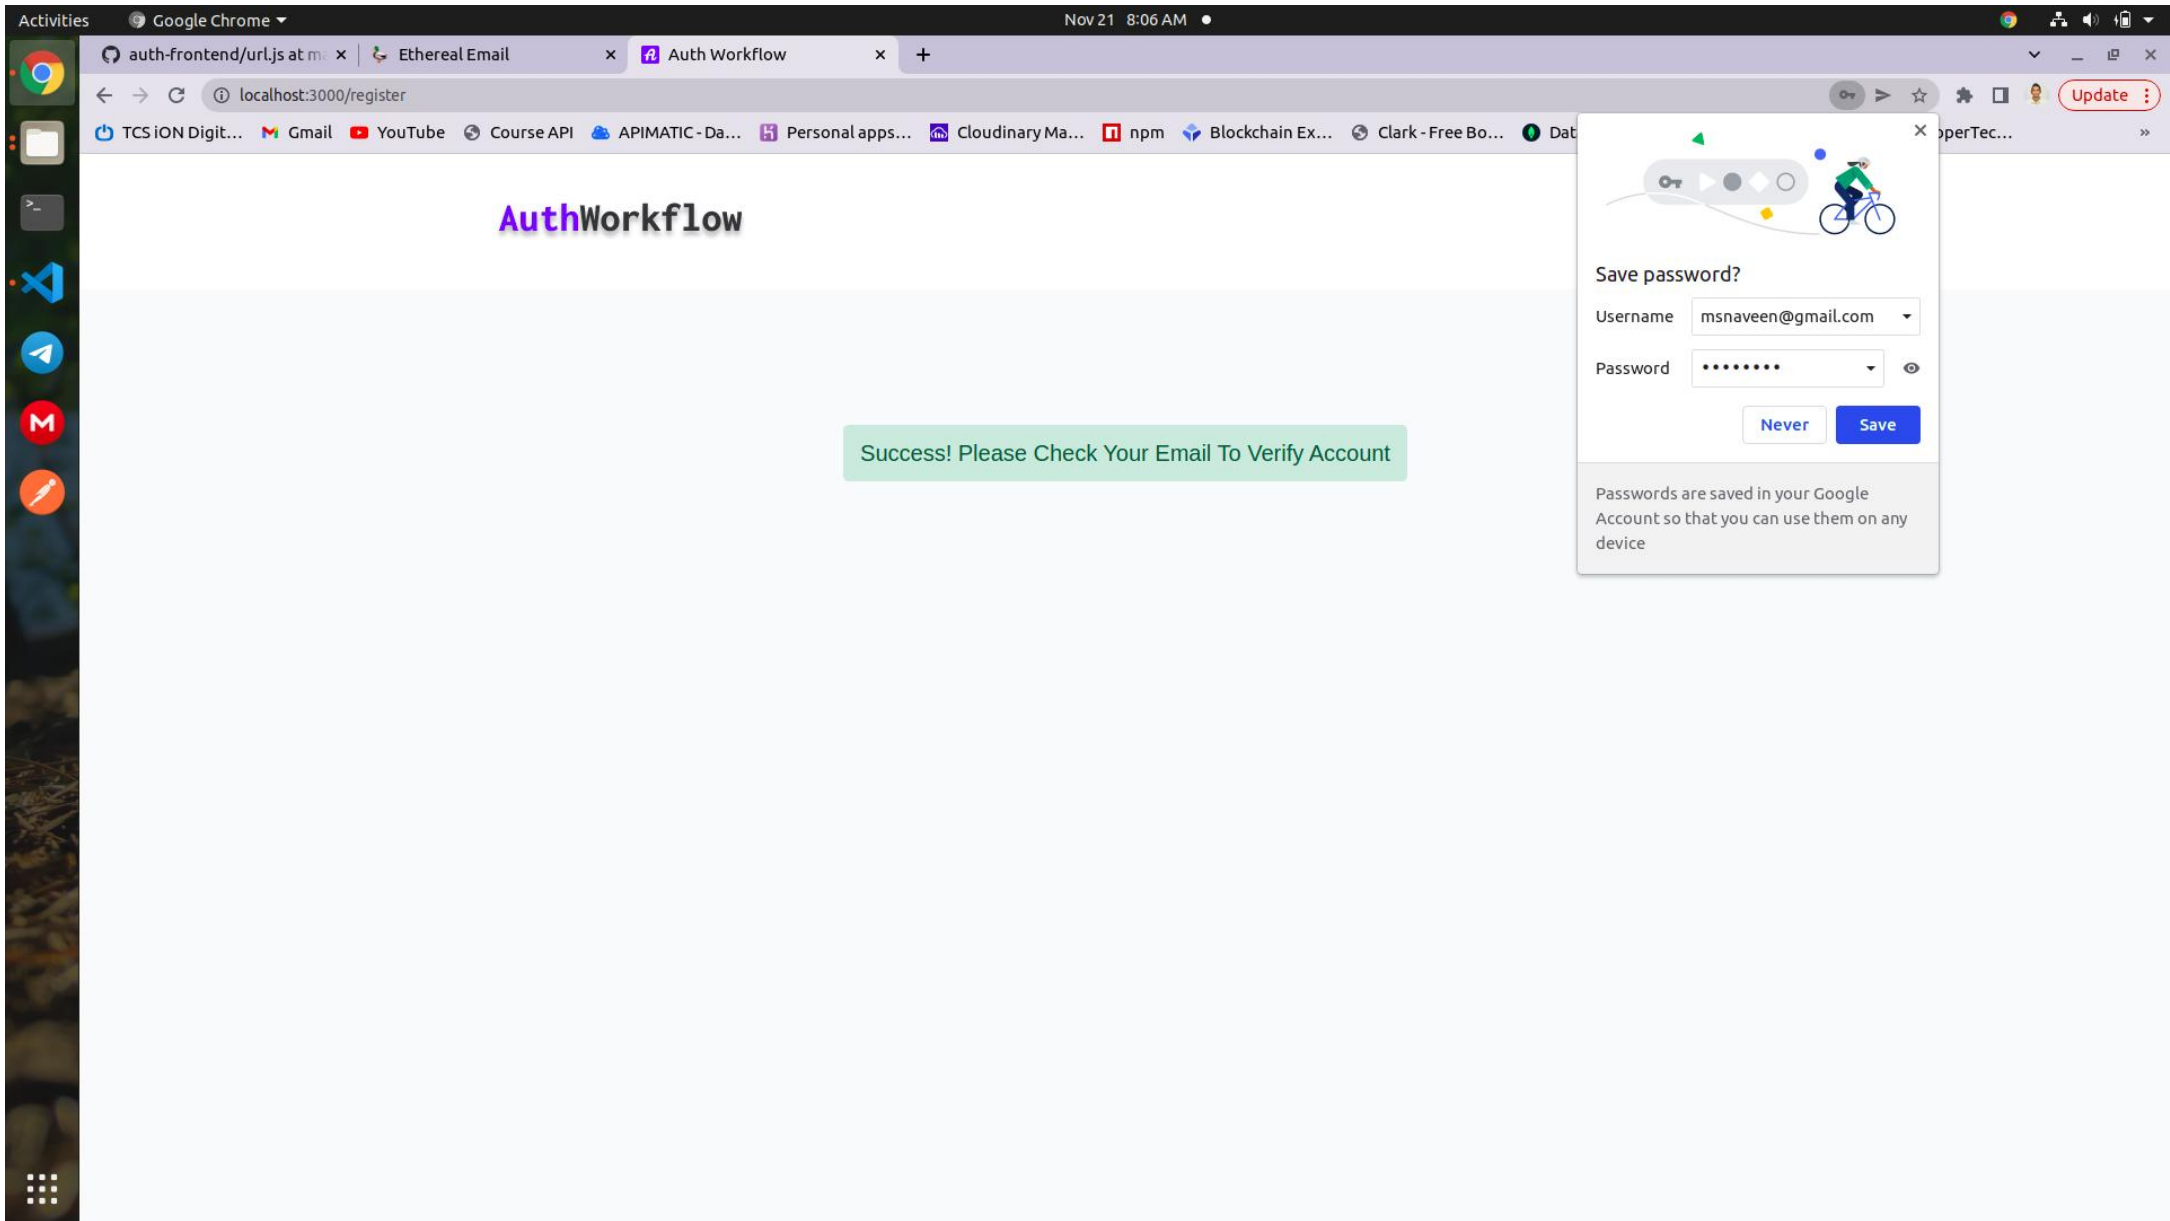 Activities Google Chrome Nov 21 8:06 AM
auth-frontend/url.js at ma Ethereal Email Auth Workflow
localhost:3000/register Update
TCS iON Digit… Gmail YouTube Course API APIMATIC - Da… Personal apps… Cloudinary Ma… npm Blockchain Ex… Clark - Free Bo… Dat operTec… »
AuthWorkflow
Save password?
Username msnaveen@gmail.com
Password ••••••••
Never Save
Success! Please Check Your Email To Verify Account
Passwords are saved in your Google
Account so that you can use them on any
device